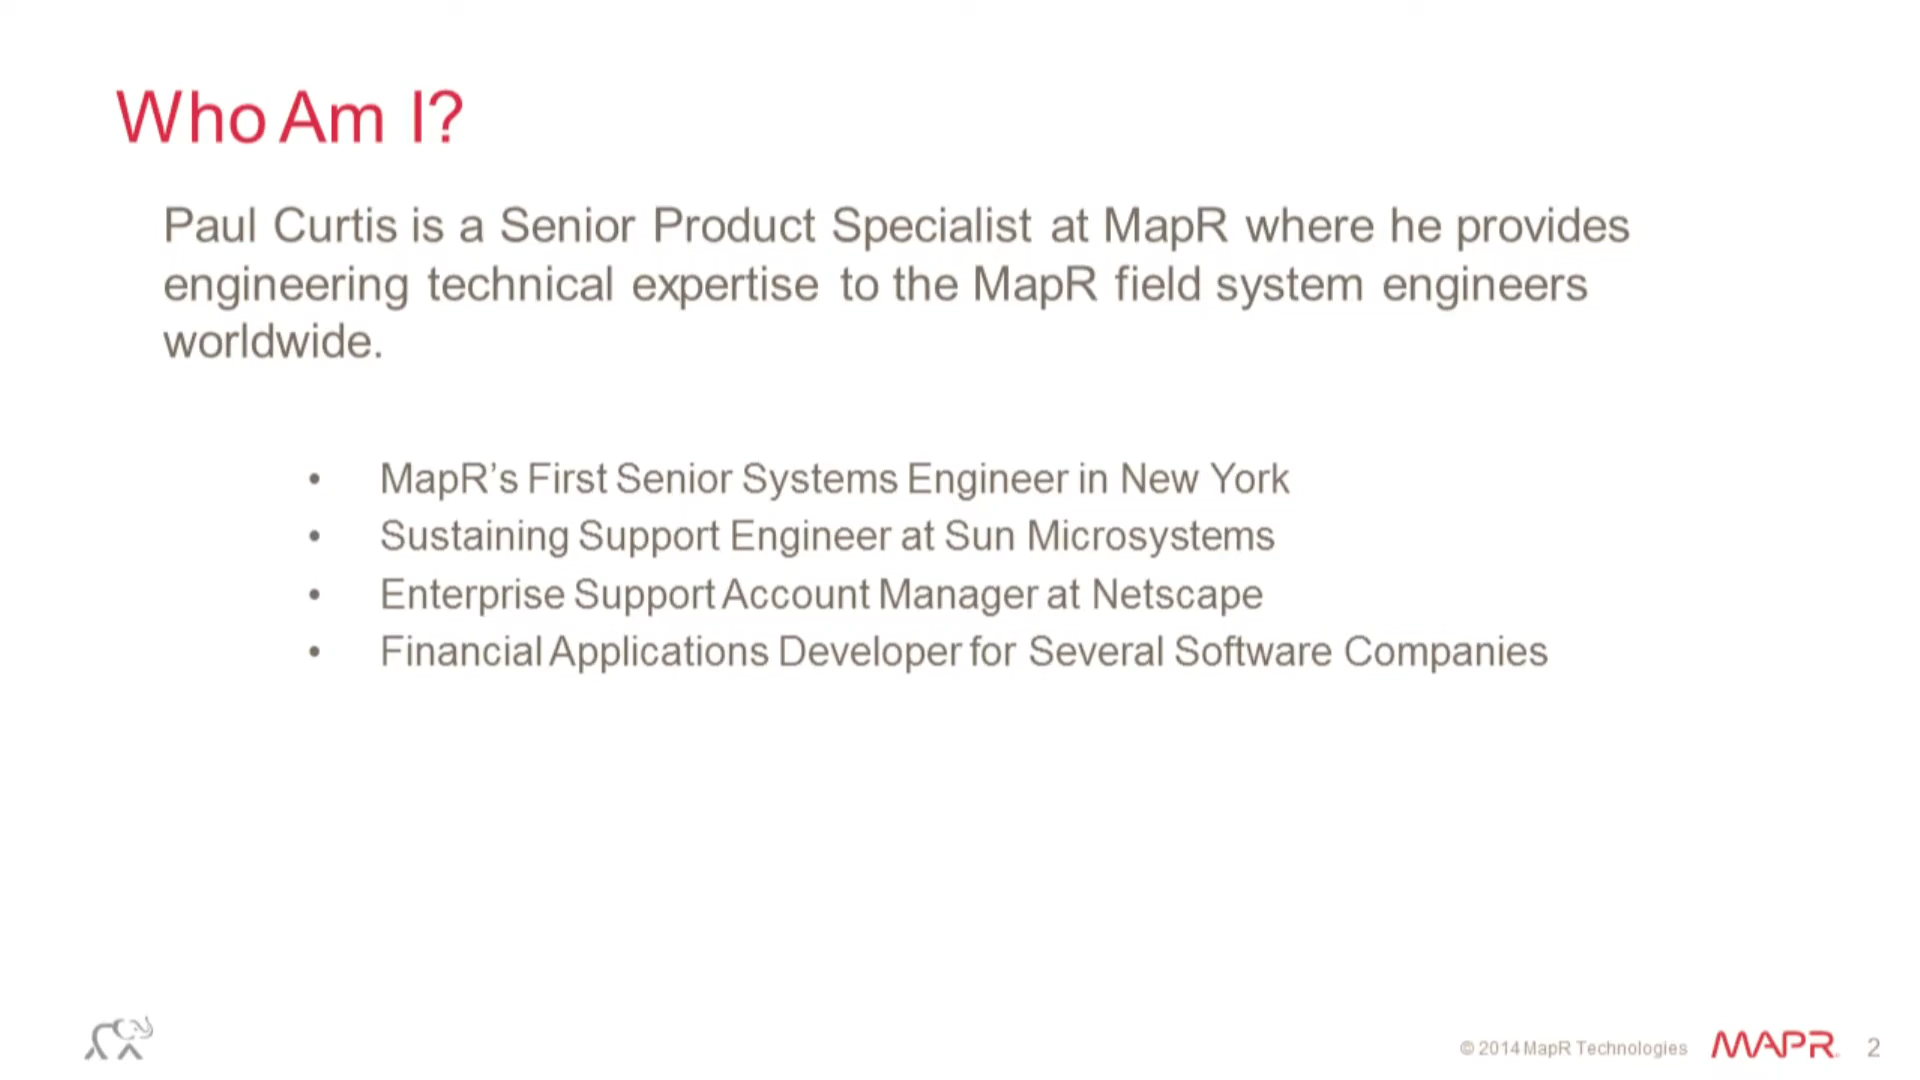 Who Am I?
Paul Curtis is a Senior Product Specialist at MapR where he provides
engineering technical expertise to the MapR field system engineers
worldwide.
• MapR’s First Senior Systems Engineer in New York
• Sustaining Support Engineer at Sun Microsystems
• Enterprise Support Account Manager at Netscape
• Financial Applications Developer for Several Software Companies
© 2014 MapR Technologies MAPR 2